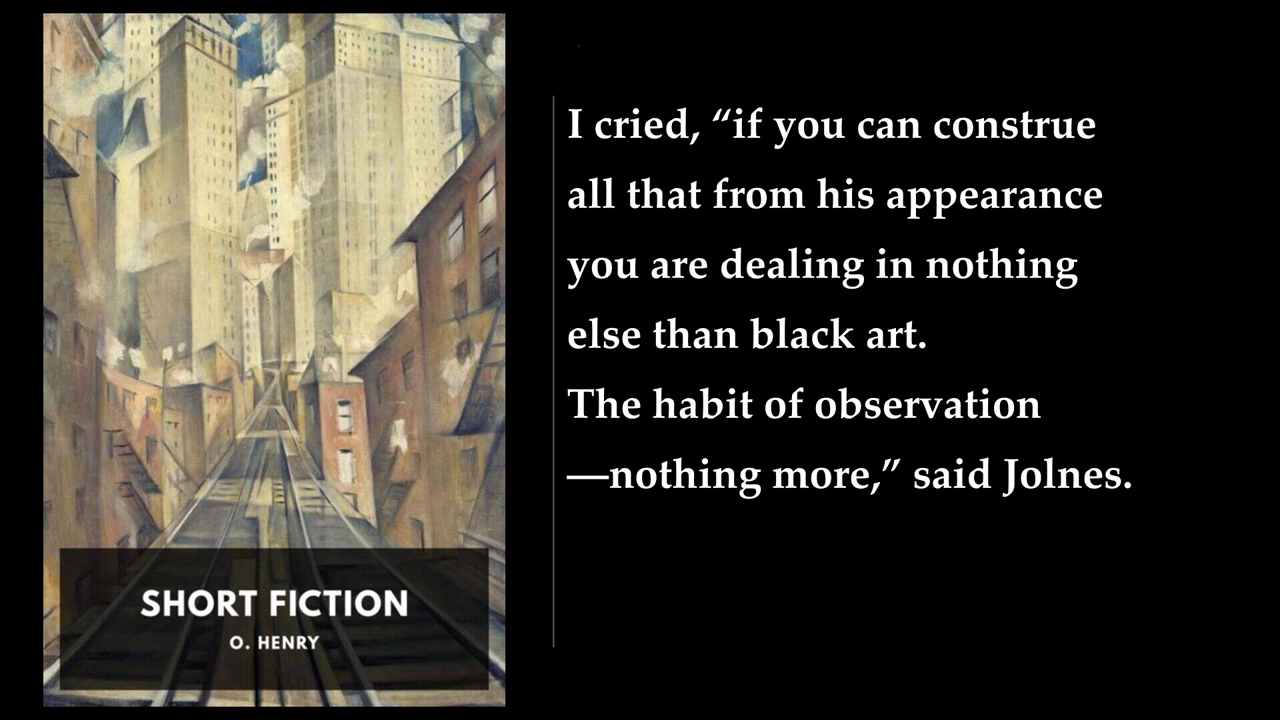 SHORT FICTION
O. HENRY
I cried, “if you can construe
all that from his appearance
you are dealing in nothing
else than black art.
The habit of observation
—nothing more,” said Jolnes.